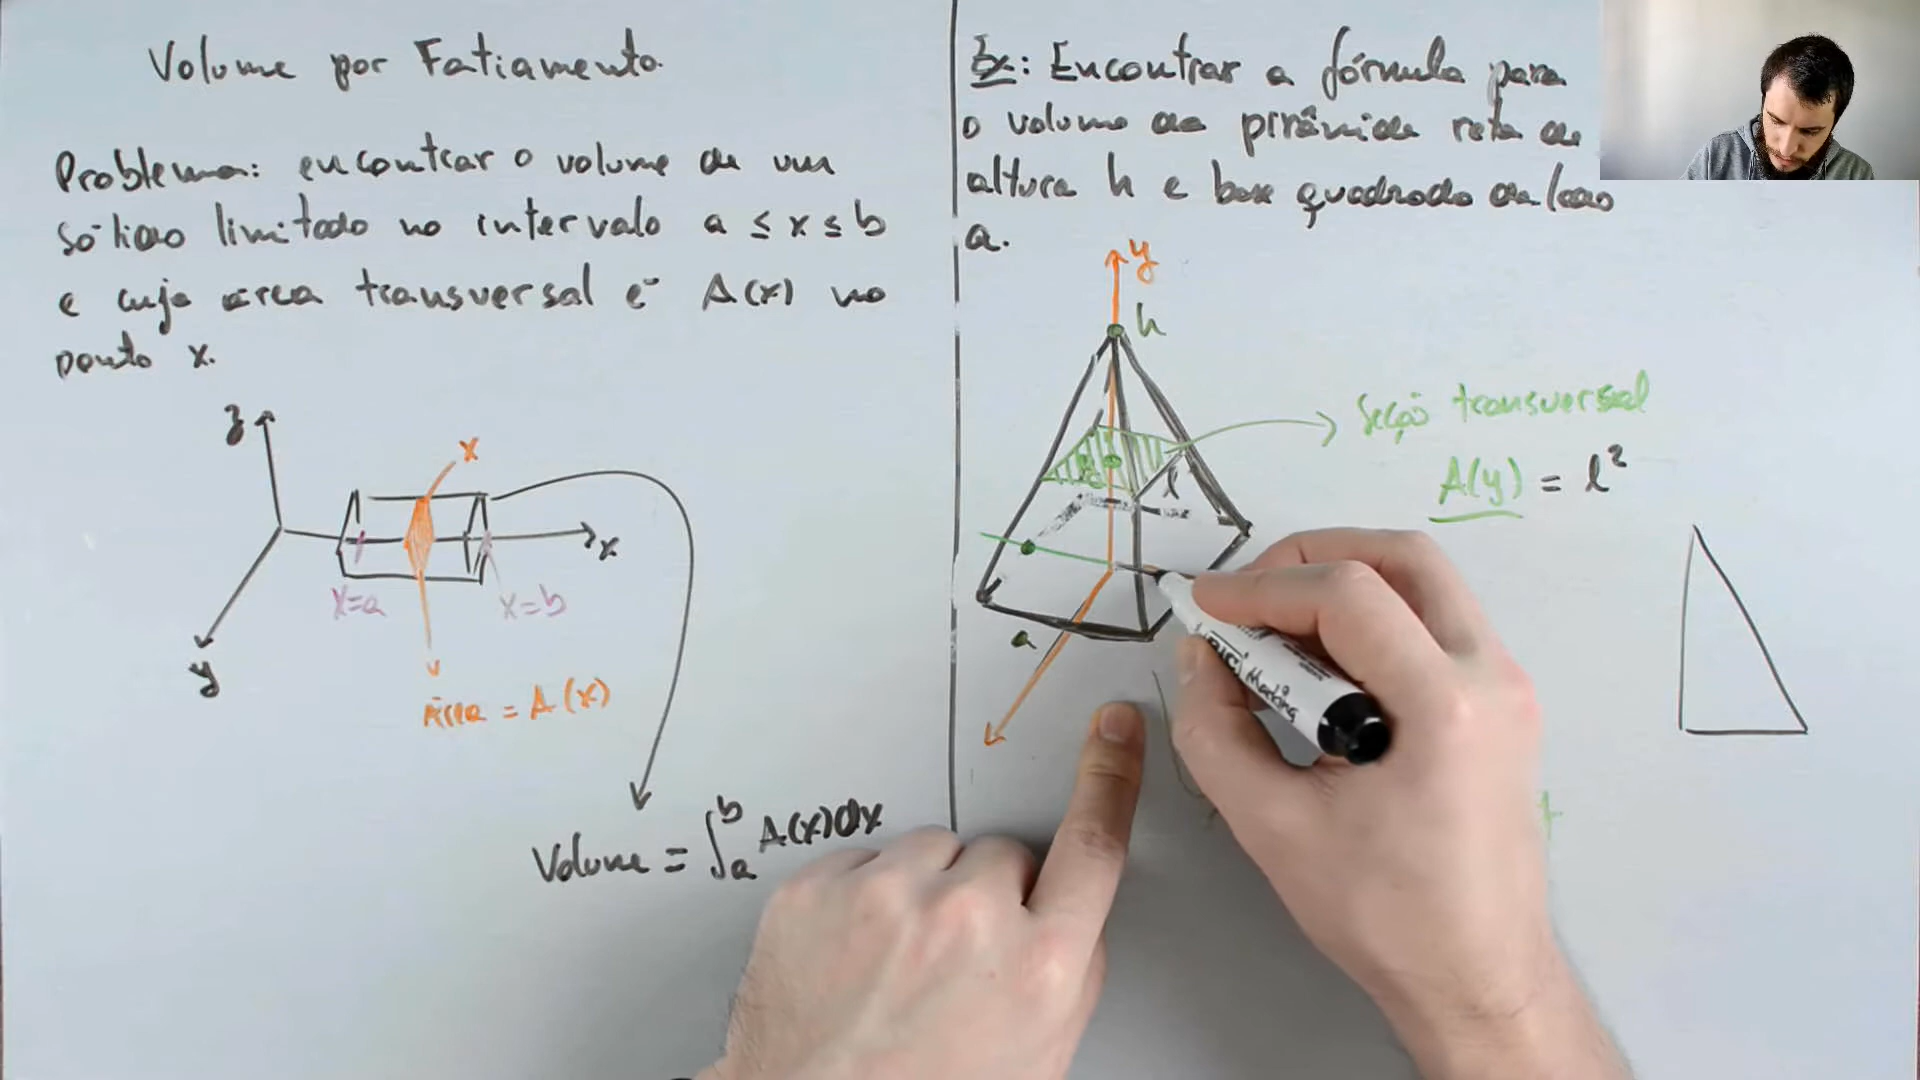 Volume por Fatiamento.
Problema: encontrar o volume de um
sólido limitado no intervalo a ≤ x ≤ b
e cuja área transversal é A(x) no
ponto x.
z
x
x
x=a
x=b
y
Área = A(x)
Volume = ∫_a^b A(x)dx
Ex: Encontrar a fórmula para
o volume da pirâmide reta de
altura h e base quadrada de lado
a.
y
h
Seção transversal
A(y) = l²
l
a